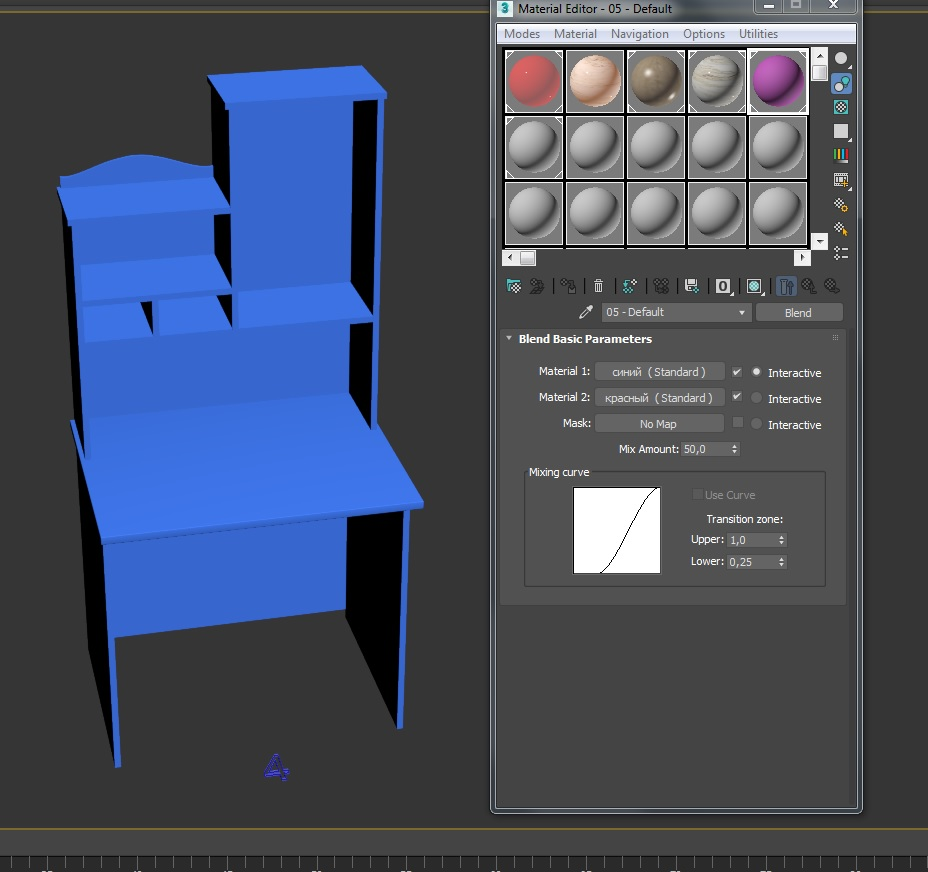 3 Material Editor - 05 - Default
Modes Material Navigation Options Utilities
0
05 - Default Blend
Blend Basic Parameters
Material 1: синий ( Standard ) Interactive
Material 2: красный ( Standard ) Interactive
Mask: No Map Interactive
Mix Amount: 50,0
Mixing curve
Use Curve
Transition zone:
Upper: 1,0
Lower: 0,25